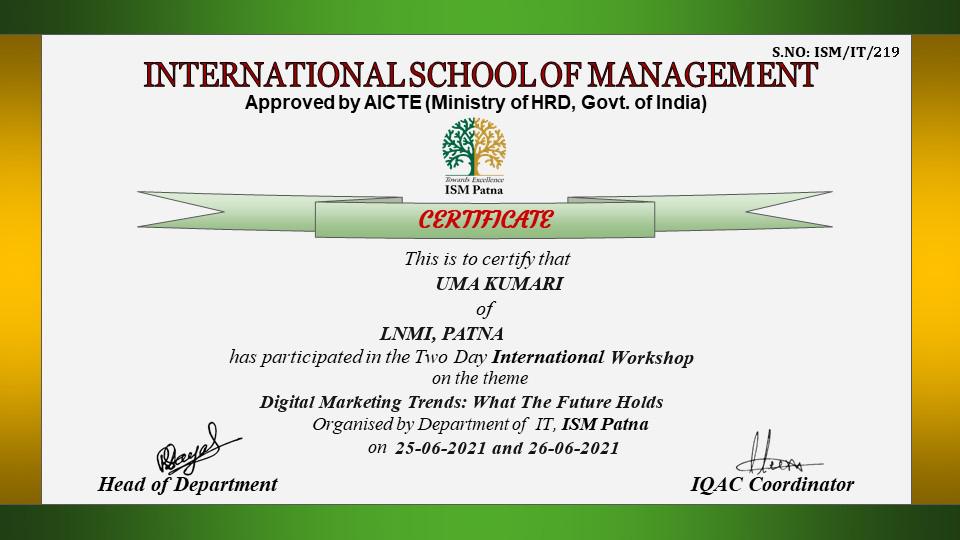 S.NO: ISM/IT/219
INTERNATIONAL SCHOOL OF MANAGEMENT
Approved by AICTE (Ministry of HRD, Govt. of India)
Towards Excellence
ISM Patna
CERTIFICATE
This is to certify that
UMA KUMARI
of
LNMI, PATNA
has participated in the Two Day International Workshop
on the theme
Digital Marketing Trends: What The Future Holds
Organised by Department of IT, ISM Patna
on 25-06-2021 and 26-06-2021
Head of Department
IQAC Coordinator